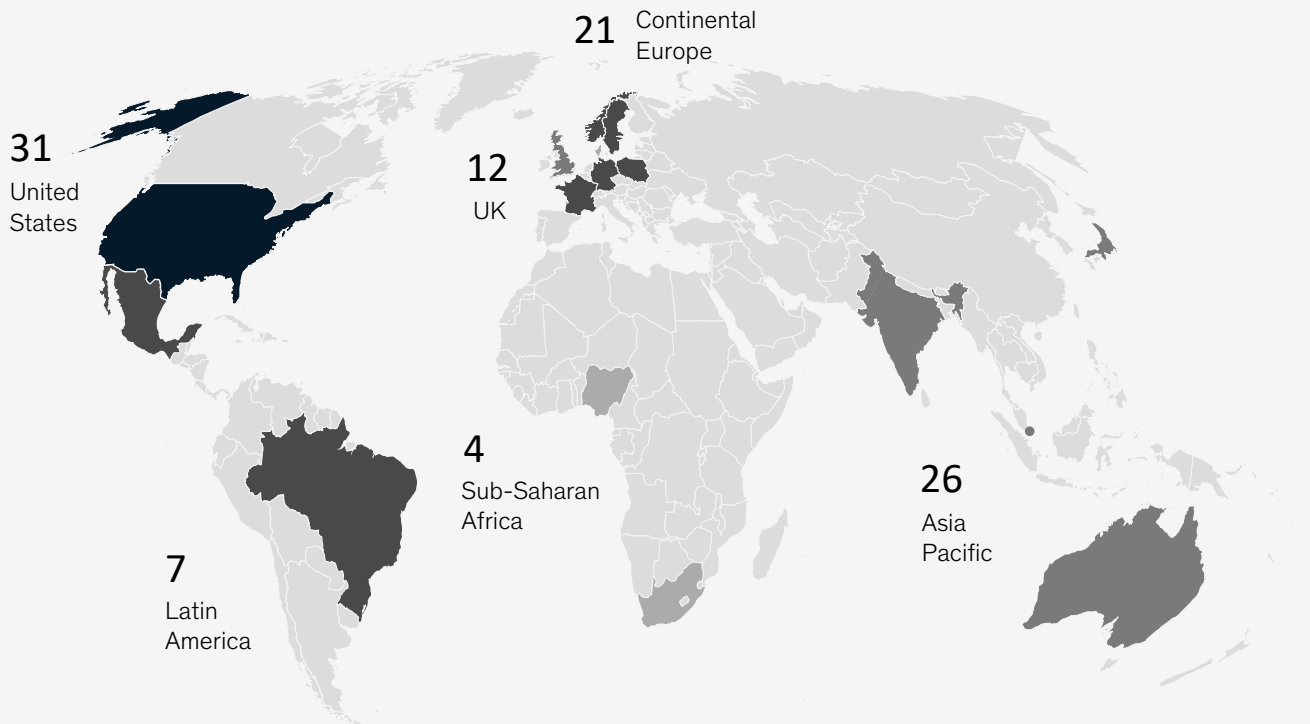 21
Continental
Europe
31
United
States
12
UK
4
Sub-Saharan
Africa
26
Asia
Pacific
7
Latin
America